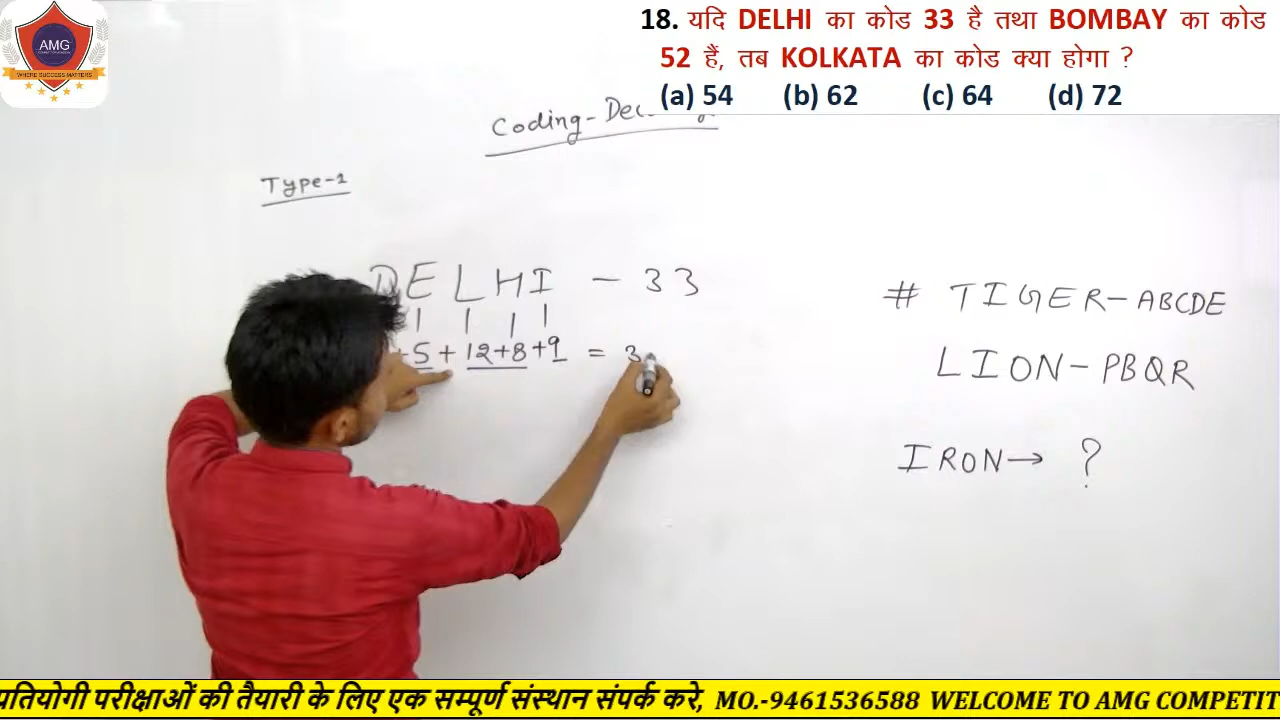 AMG
WHERE SUCCESS MATTERS
18. यदि DELHI का कोड 33 है तथा BOMBAY का कोड
52 हैं, तब KOLKATA का कोड क्या होगा ?
(a) 54 (b) 62 (c) 64 (d) 72
Coding-
Type-1
DELHI - 33
5 + 12 + 8 + 9 = 3
# TIGER - ABCDE
LION - PBQR
IRON → ?
प्रतियोगी परीक्षाओं की तैयारी के लिए एक सम्पूर्ण संस्थान संपर्क करे, MO.-9461536588 WELCOME TO AMG COMPETIT